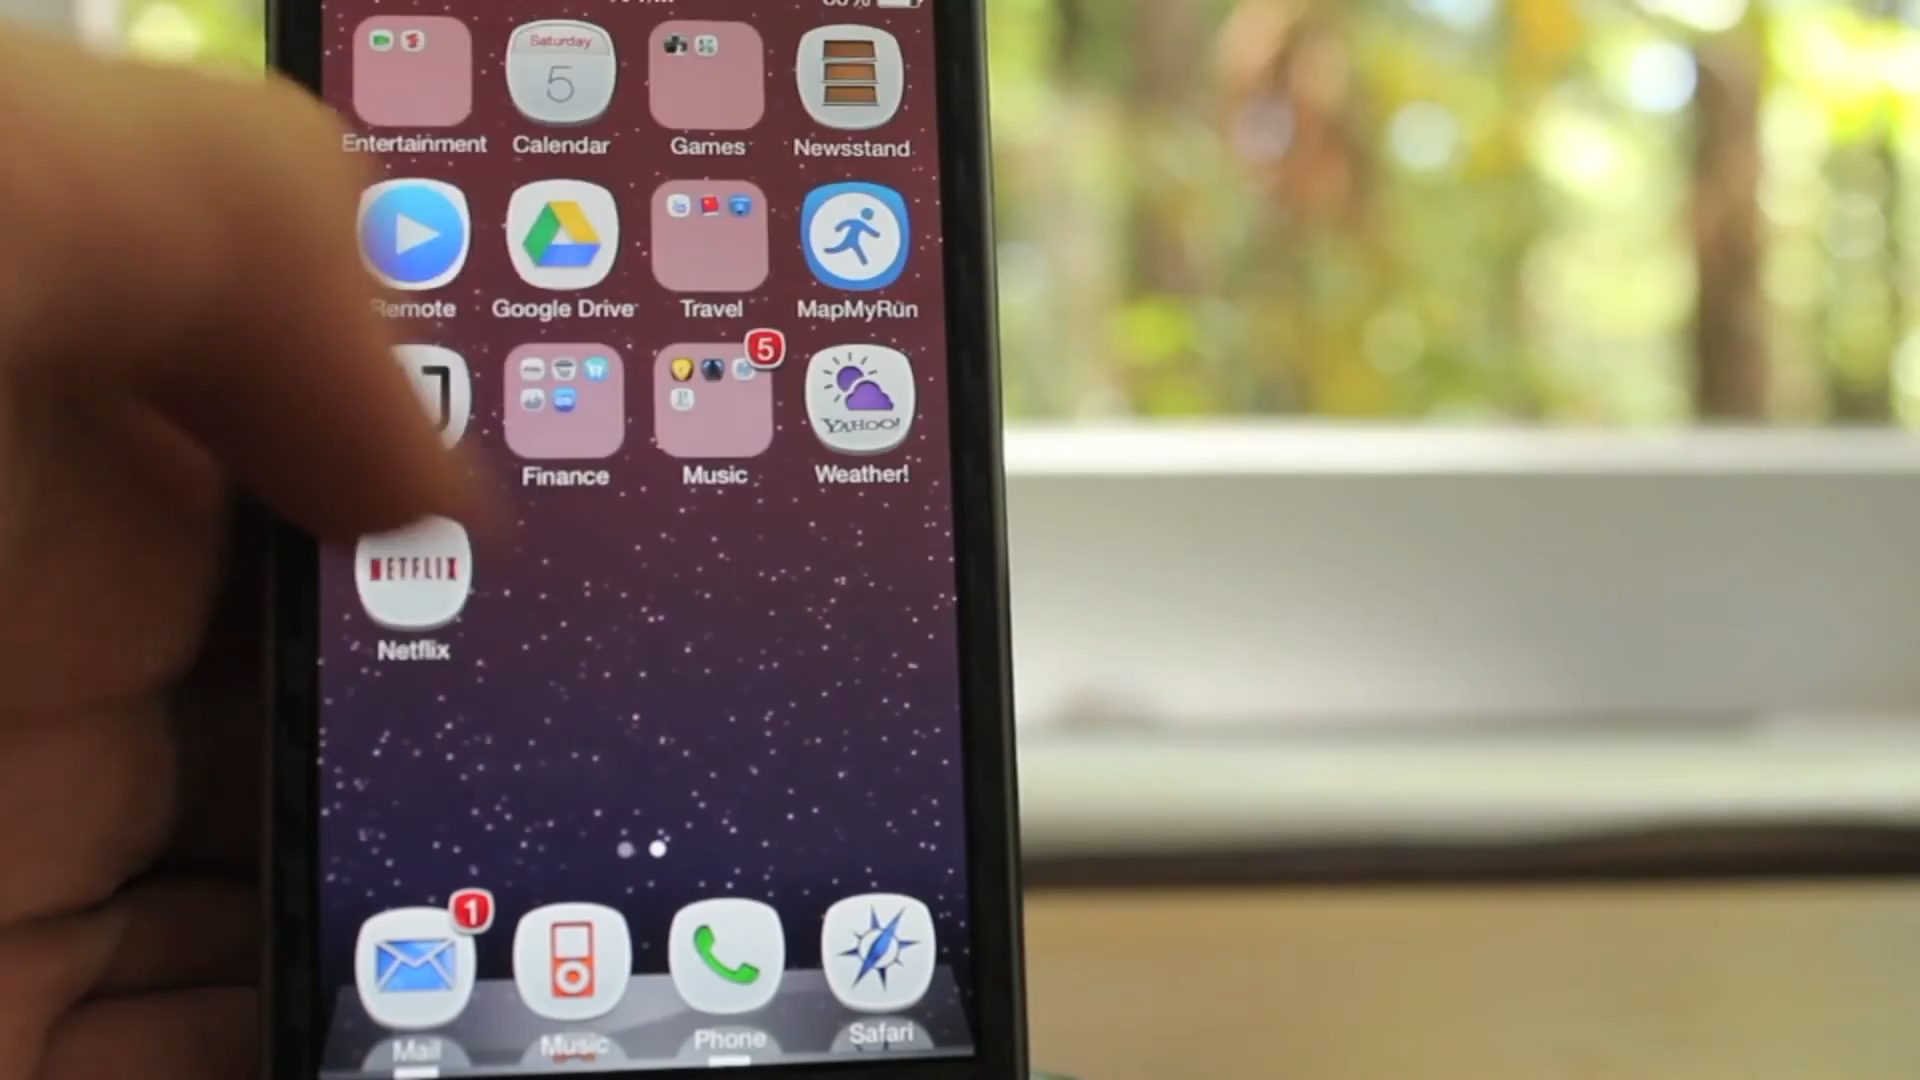 Saturday
5
Entertainment
Calendar
Games
Newsstand
Remote
Google Drive
Travel
MapMyRun
5
YAHOO!
Finance
Music
Weather!
NETFLIX
Netflix
1
Mail
Music
Phone
Safari